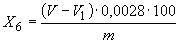 X₆ = (V − V₁)·0,0028·100 / m